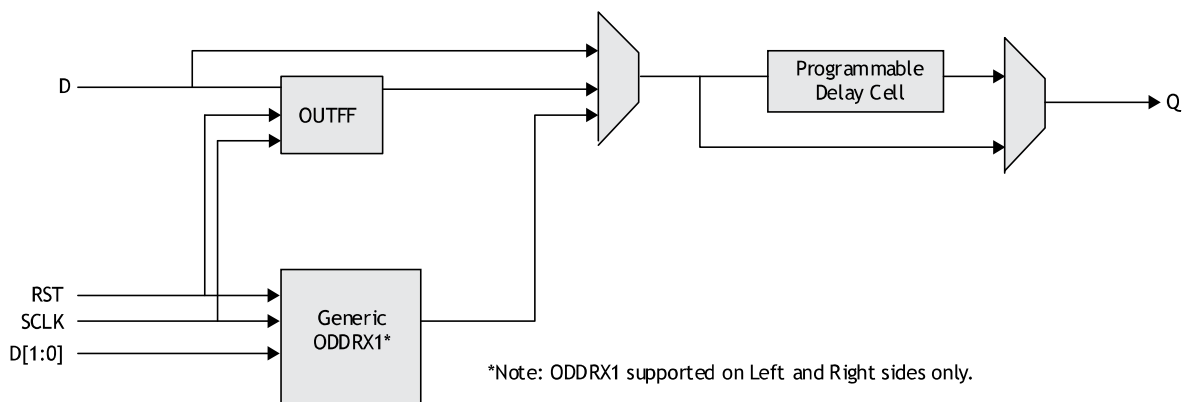 Programmable
Delay Cell
D
OUTFF
Q
RST
SCLK
D[1:0]
Generic
ODDRX1*
*Note: ODDRX1 supported on Left and Right sides only.